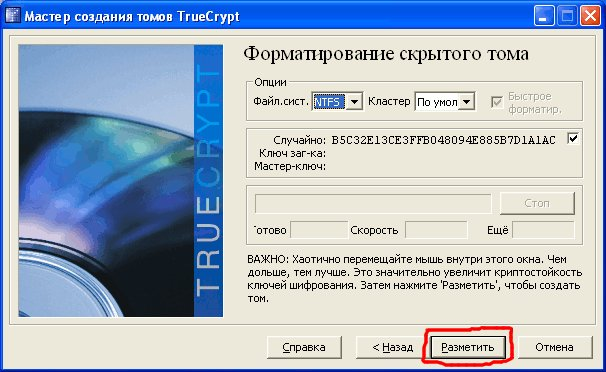 Мастер создания томов TrueCrypt
TRUECRYPT
Форматирование скрытого тома
Опции
Файл.сист. NTFS Кластер По умол Быстрое форматир.
Случайно: B5C32E13CE3FFB048094E885B7D1A1AC
Ключ заг-ка:
Мастер-ключ:
Стоп
Готово Скорость Ещё
ВАЖНО: Хаотично перемещайте мышь внутри этого окна. Чем
дольше, тем лучше. Это значительно увеличит криптостойкость
ключей шифрования. Затем нажмите 'Разметить', чтобы создать
том.
Справка < Назад Разметить Отмена